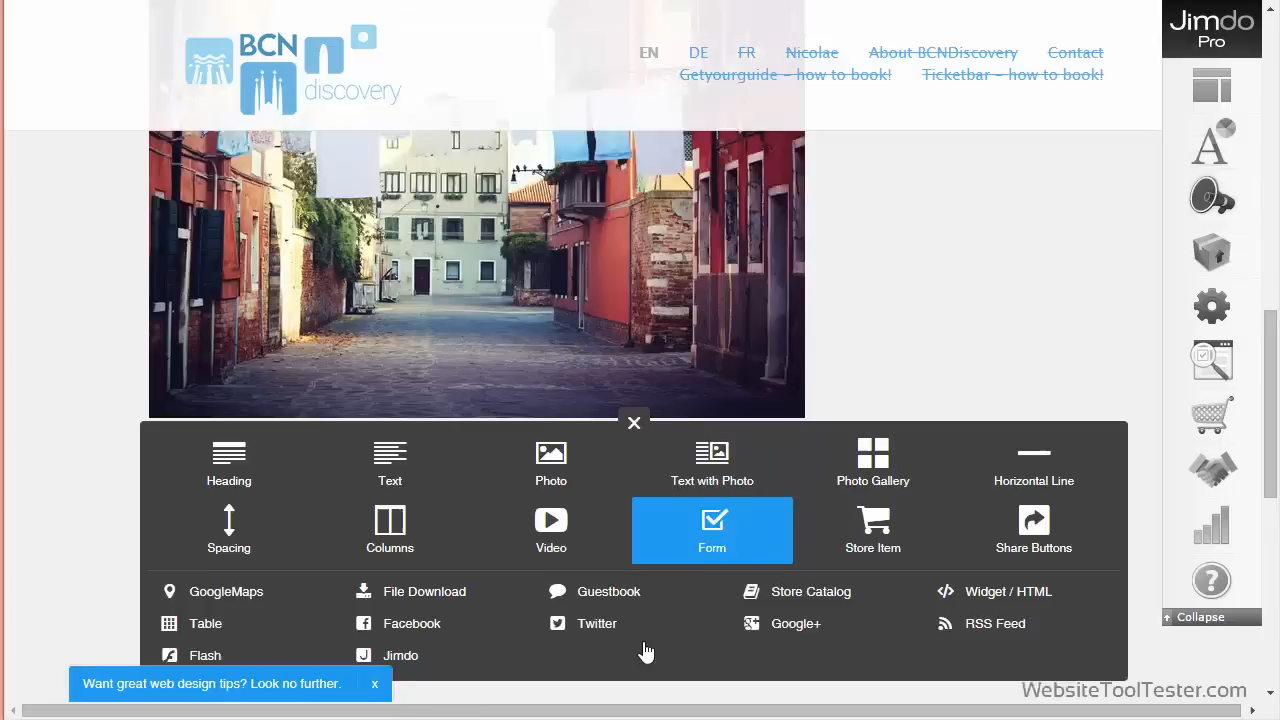 Jimdo
Pro
BCN
discovery
EN DE FR Nicolae About BCNDiscovery Contact
Getyourguide - how to book! Ticketbar - how to book!
Heading Text Photo Text with Photo Photo Gallery Horizontal Line
Spacing Columns Video Form Store Item Share Buttons
GoogleMaps File Download Guestbook Store Catalog Widget / HTML
Table Facebook Twitter Google+ RSS Feed
Flash Jimdo
Collapse
Want great web design tips? Look no further. x
WebsiteToolTester.com